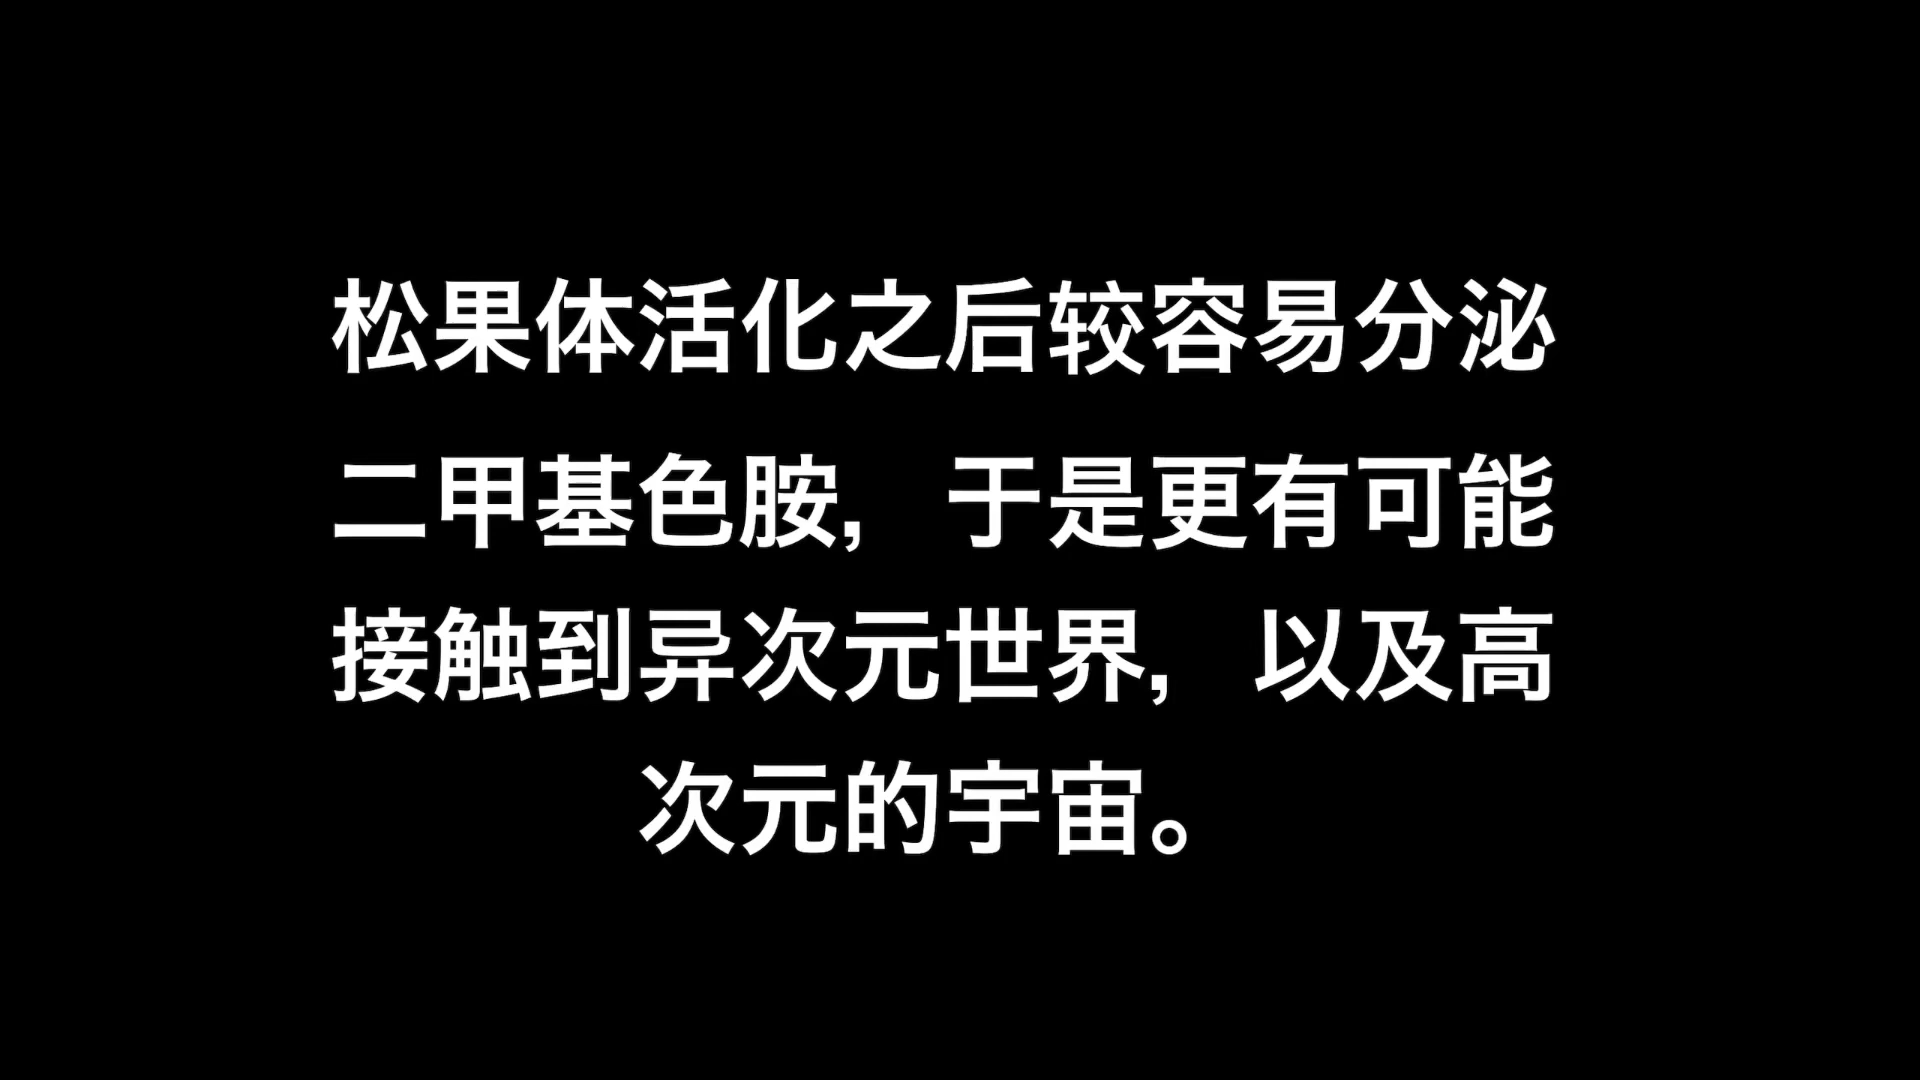 松果体活化之后较容易分泌
二甲基色胺，于是更有可能
接触到异次元世界，以及高
次元的宇宙。